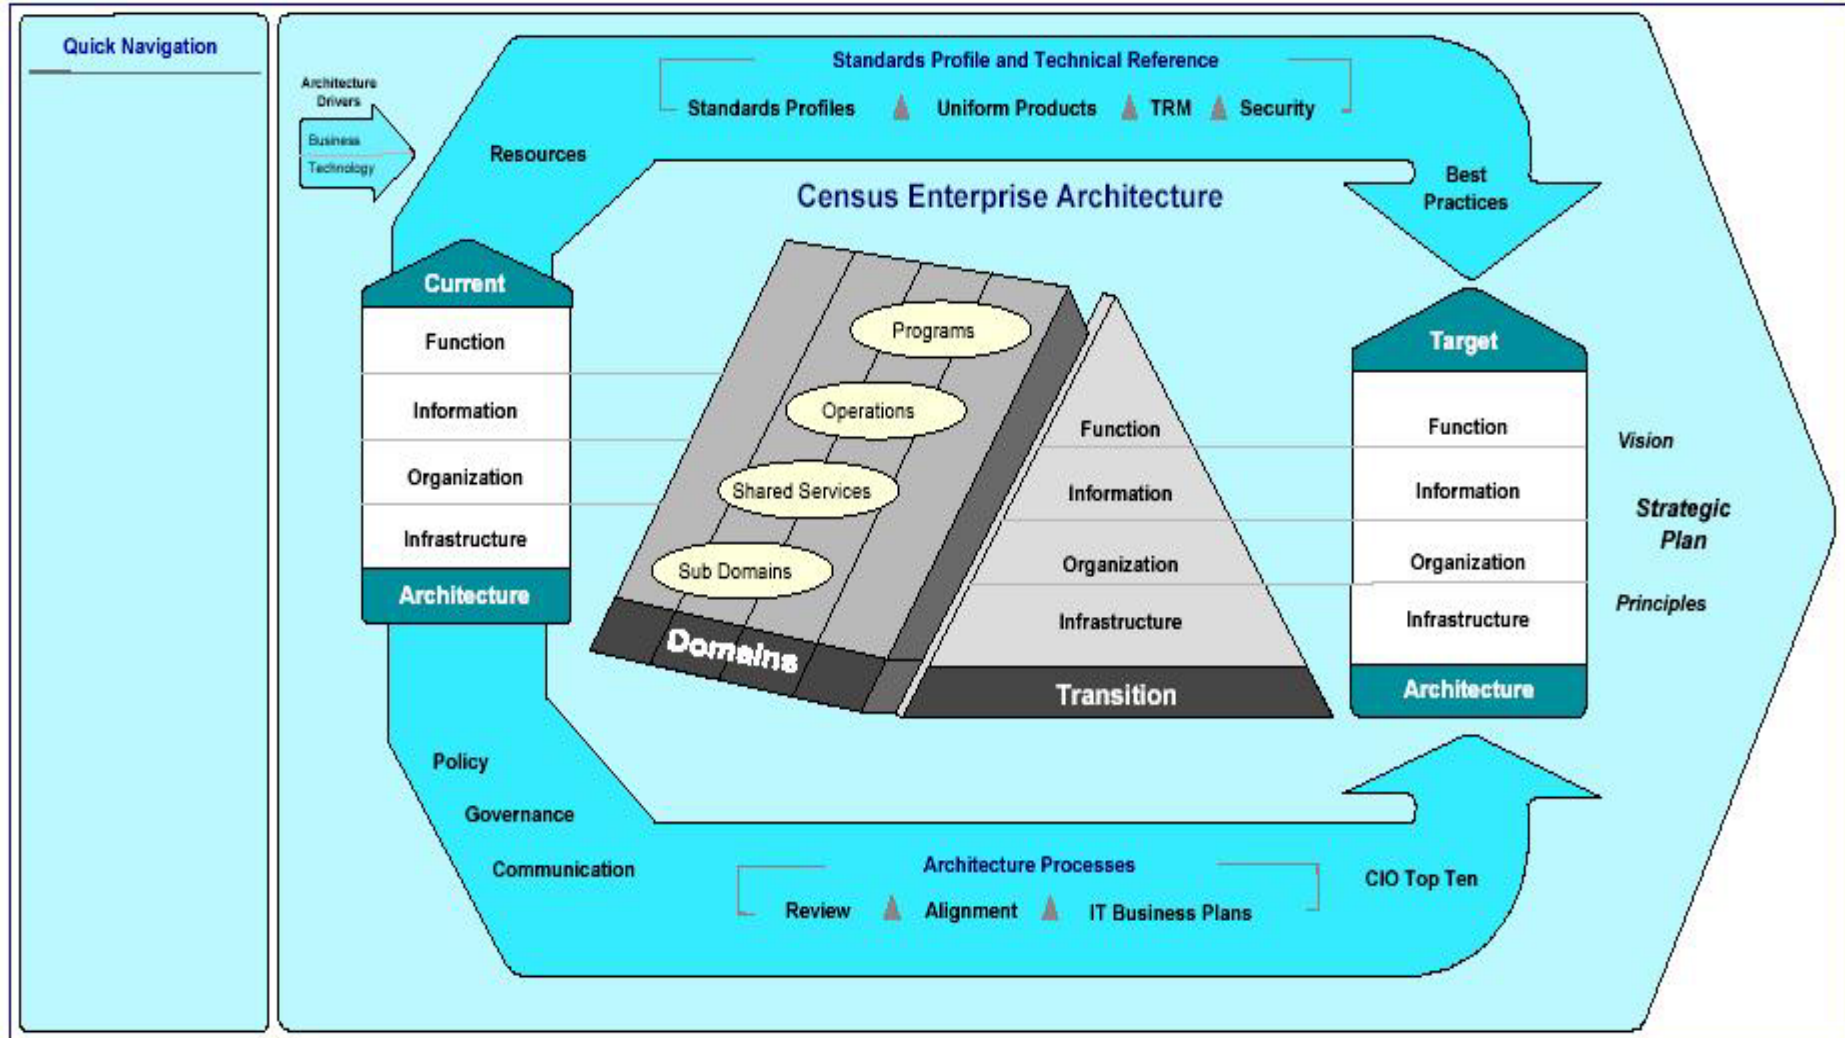 Quick Navigation
Architecture
Drivers
Business
Technology
Standards Profile and Technical Reference
Standards Profiles
Uniform Products
TRM
Security
Resources
Best
Practices
Census Enterprise Architecture
Current
Function
Information
Organization
Infrastructure
Architecture
Programs
Operations
Shared Services
Sub Domains
Domains
Function
Information
Organization
Infrastructure
Transition
Target
Function
Information
Organization
Infrastructure
Architecture
Vision
Strategic
Plan
Principles
Policy
Governance
Communication
Architecture Processes
Review
Alignment
IT Business Plans
CIO Top Ten